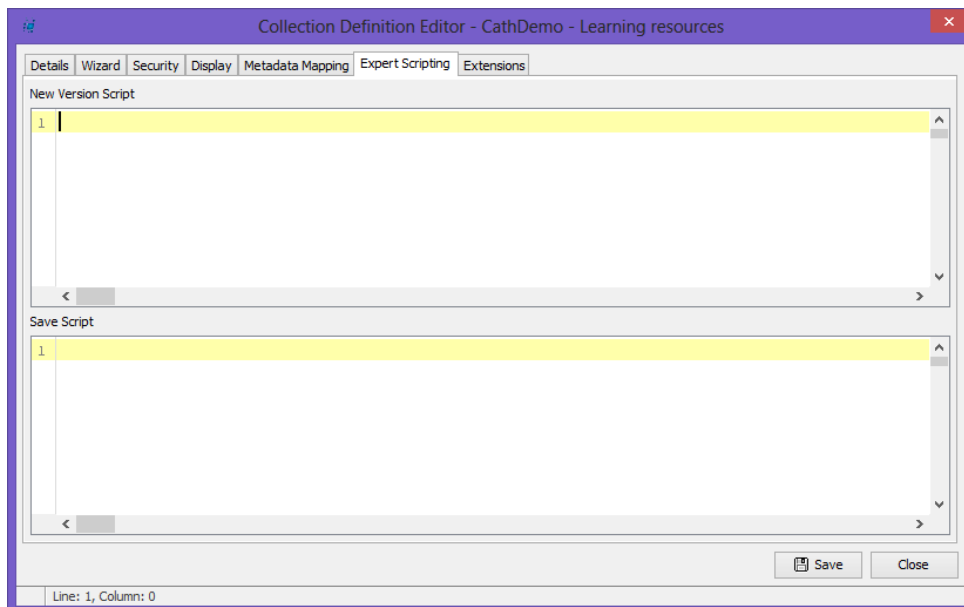 Collection Definition Editor - CathDemo - Learning resources
Details Wizard Security Display Metadata Mapping Expert Scripting Extensions
New Version Script
1
Save Script
1
Save Close
Line: 1, Column: 0